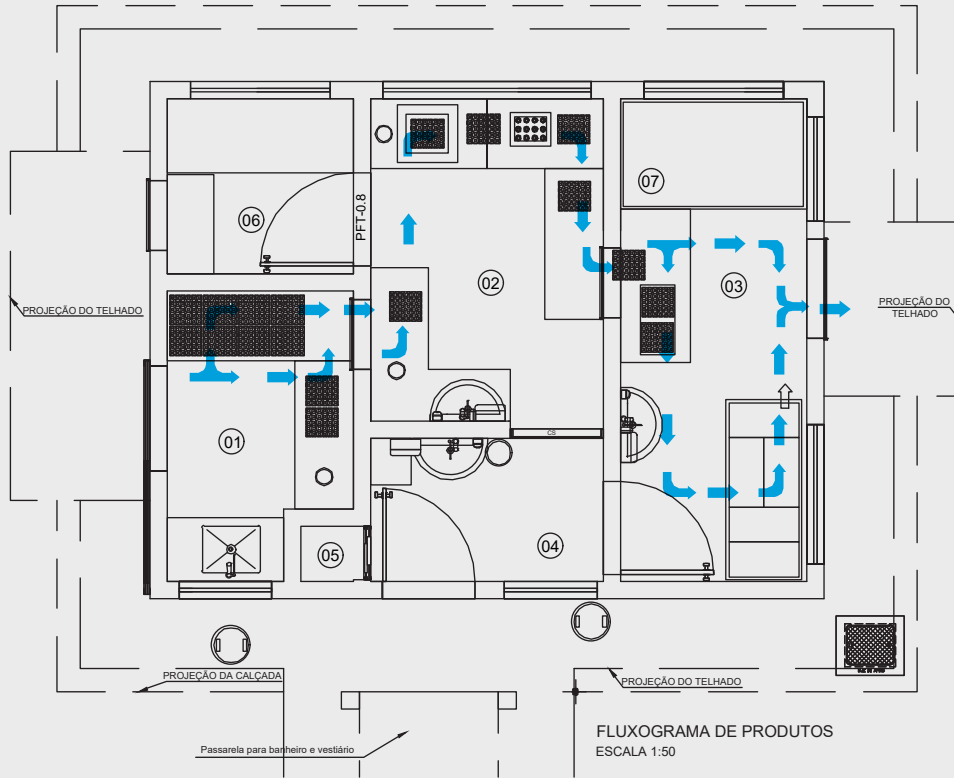 07
06
PFT-0.8
02
03
PROJEÇÃO DO TELHADO
PROJEÇÃO DO
TELHADO
01
CS
05
04
PROJEÇÃO DA CALÇADA
PROJEÇÃO DO TELHADO
FLUXOGRAMA DE PRODUTOS
ESCALA 1:50
Passarela para banheiro e vestiário